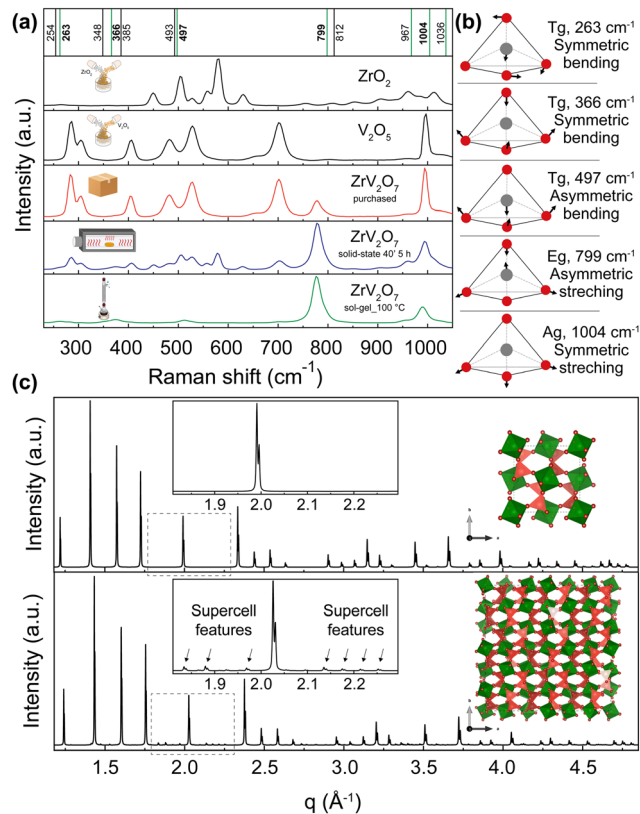 (a)
254
263
348
366
385
493
497
799
812
967
1004
1036
ZrO2
ZrO2
V2O5
V2O5
ZrV2O7
purchased
ZrV2O7
solid-state 40' 5 h
ZrV2O7
sol-gel_100 °C
Intensity (a.u.)
300
400
500
600
700
800
900
1000
Raman shift (cm-1)
(b)
Tg, 263 cm-1
Symmetric
bending
Tg, 366 cm-1
Symmetric
bending
Tg, 497 cm-1
Asymmetric
bending
Eg, 799 cm-1
Asymmetric
streching
Ag, 1004 cm-1
Symmetric
streching
(c)
Intensity (a.u.)
1.9
2.0
2.1
2.2
Intensity (a.u.)
Supercell
features
Supercell
features
1.9
2.0
2.1
2.2
1.5
2.0
2.5
3.0
3.5
4.0
4.5
q (Å-1)